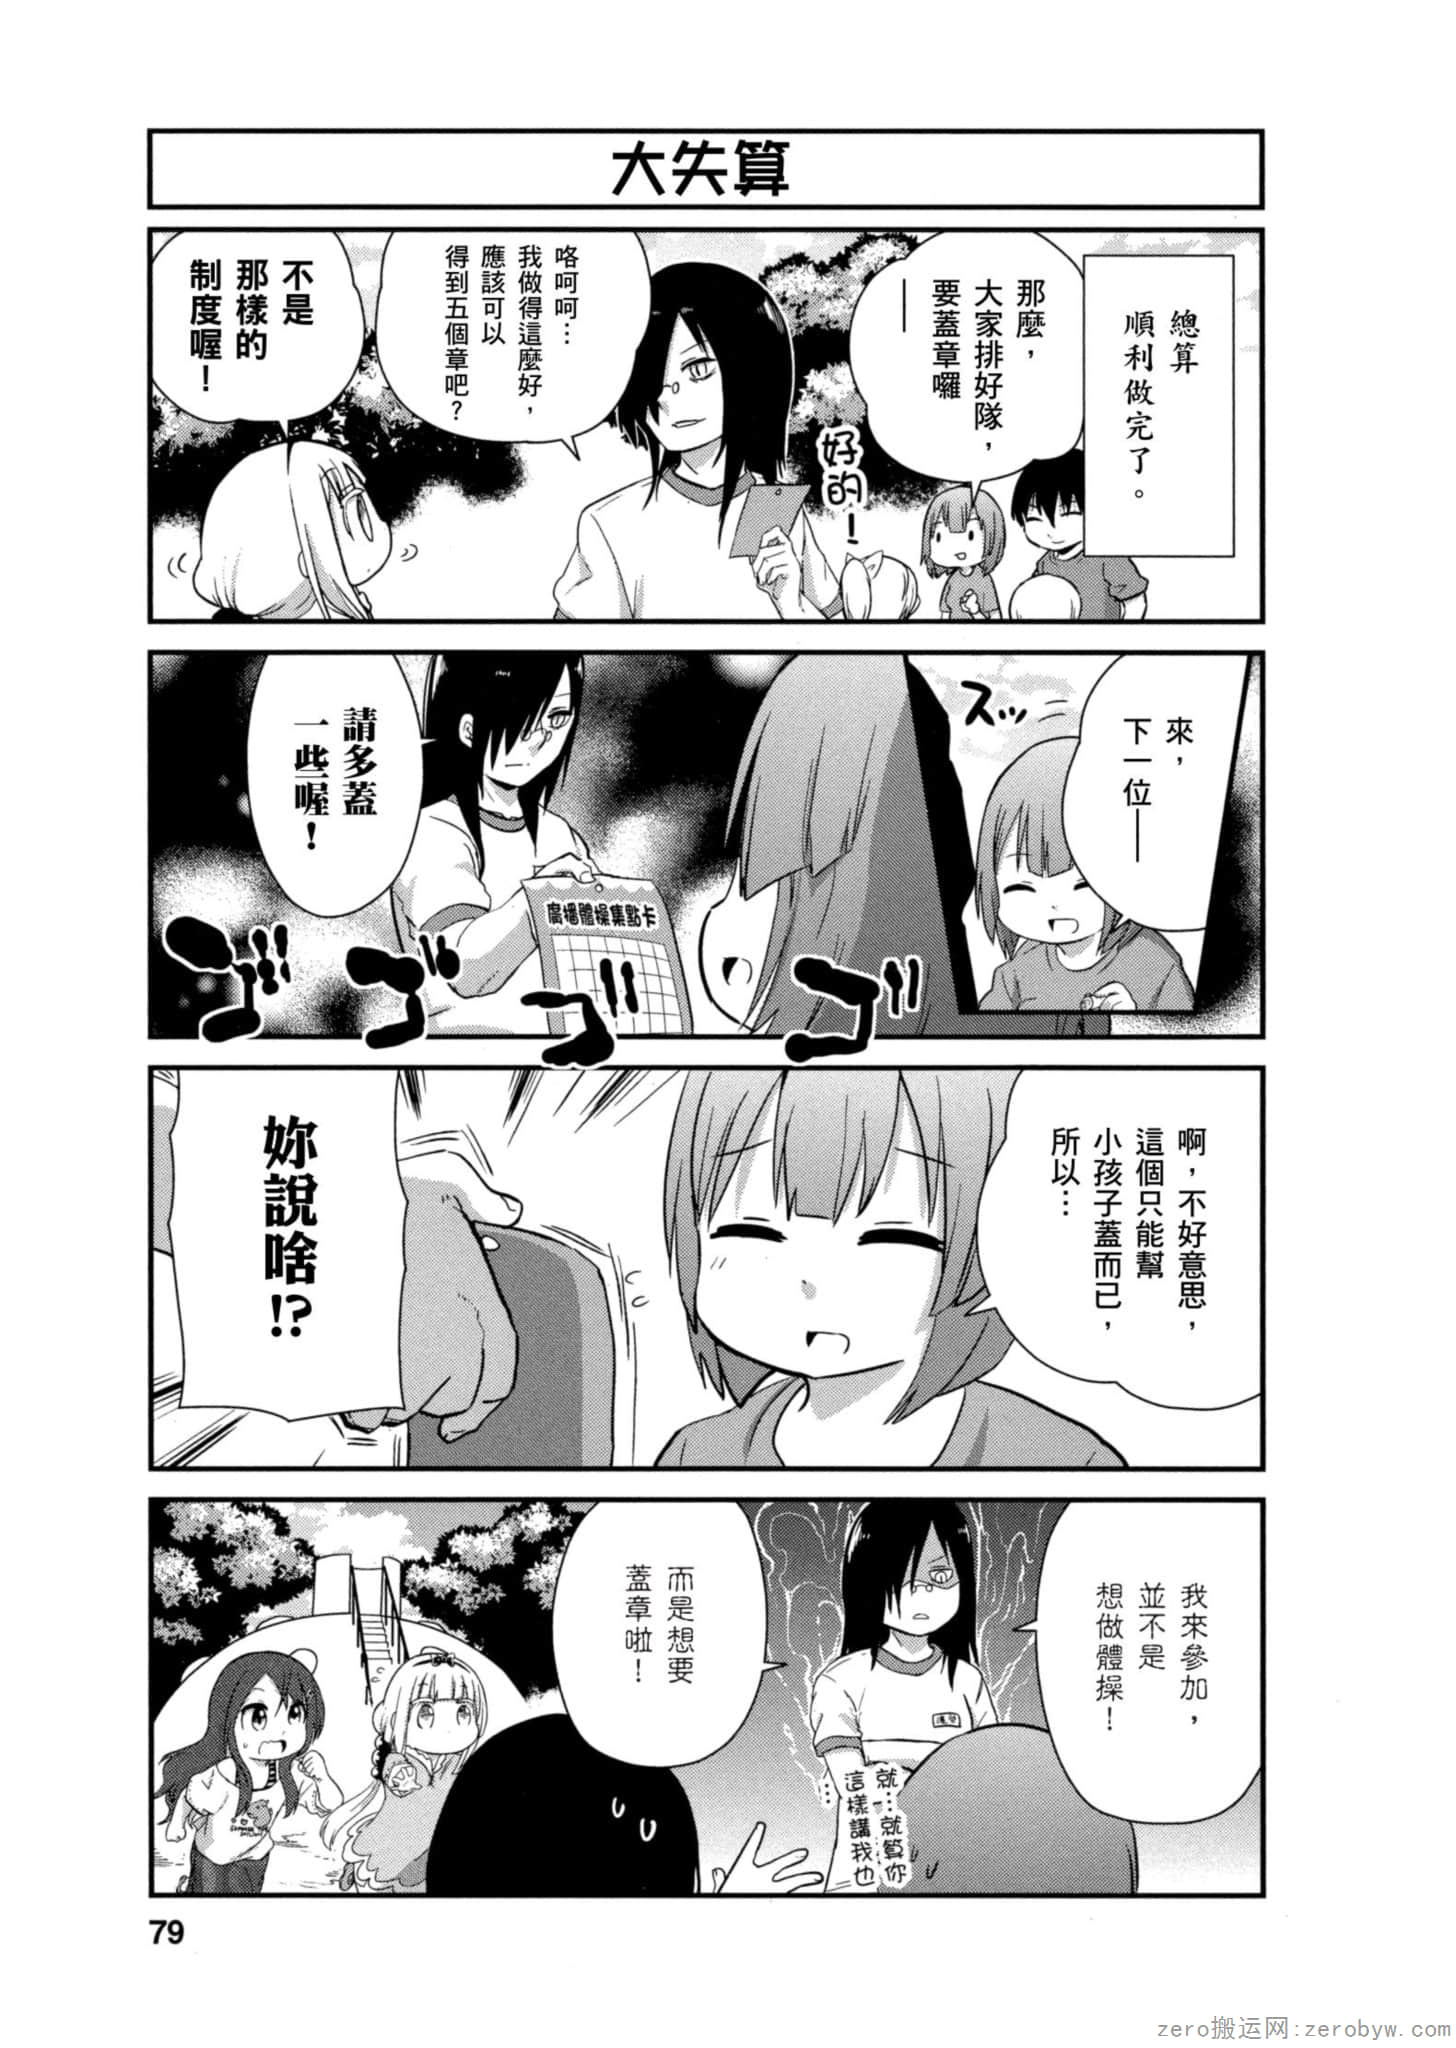 大失算
總算
順利做完了。
那麼，
大家排好隊，
要蓋章囉
——
好的！
咯呵呵…
我做得這麼好，
應該可以
得到五個章吧？
不是
那樣的
制度喔！
來，
下一位——
スッ
廣播體操集點卡
請多蓋
一些喔！
ゴゴゴゴ
啊，不好意思，
這個只能幫
小孩子蓋而已，
所以…
妳說啥!?
我來參加，
並不是
想做體操！
而是想要
蓋章啦！
就…就算你
這樣講我也
……
79
zero搬运网:zerobyw.com